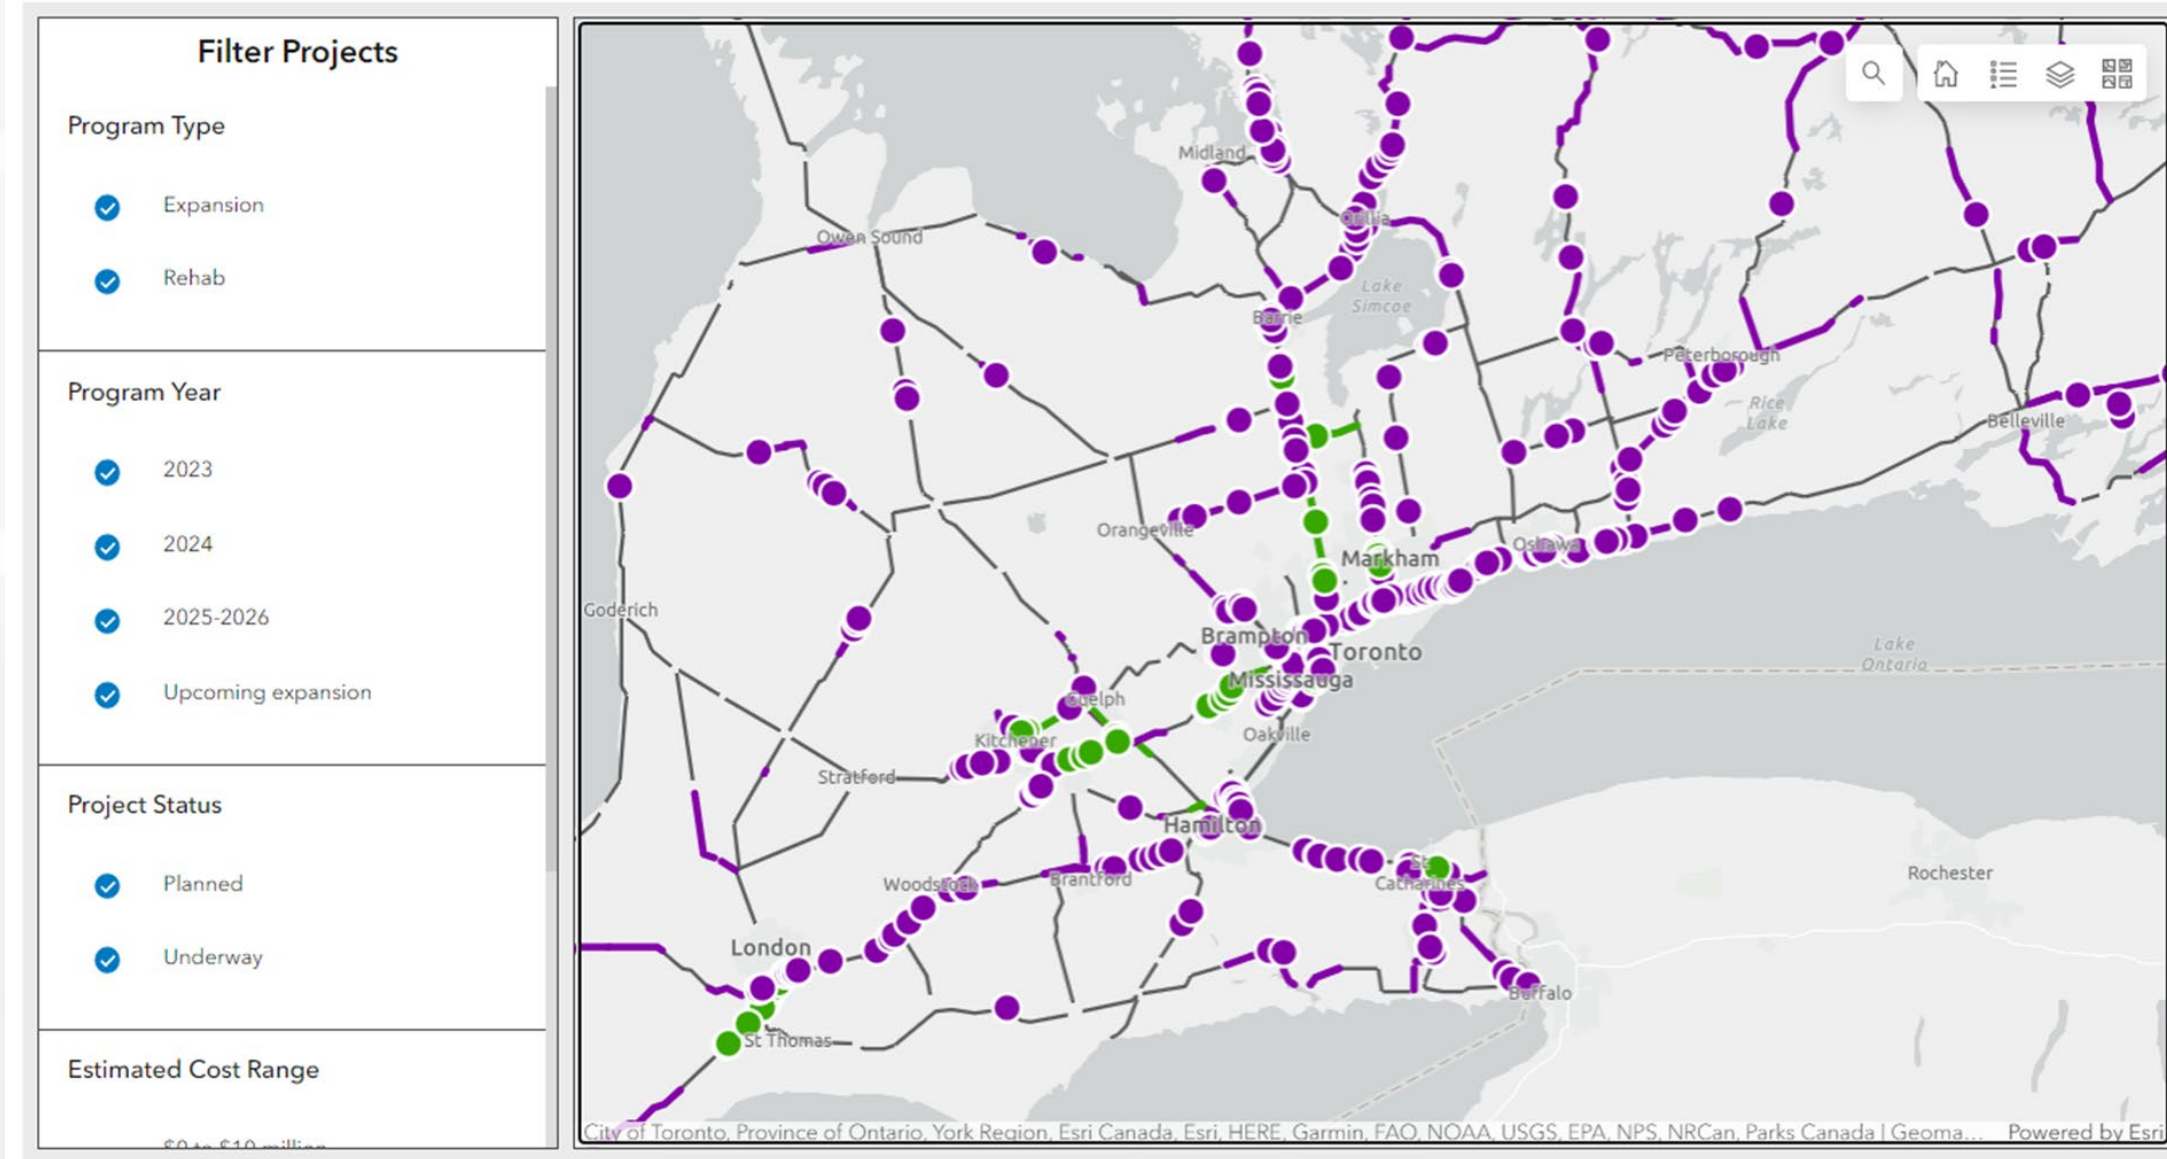 Filter Projects
Program Type
Expansion
Rehab
Program Year
2023
2024
2025-2026
Upcoming expansion
Project Status
Planned
Underway
Estimated Cost Range
$0 to $10 million
Midland
Owen Sound
Orillia
Lake
Simcoe
Barrie
Peterborough
Rice
Lake
Belleville
Orangeville
Markham
Oshawa
Goderich
Brampton
Toronto
Lake
Ontario
Mississauga
Guelph
Oakville
Kitchener
Stratford
Hamilton
St
Catharines
Rochester
Woodstock
Brantford
London
Buffalo
St Thomas
City of Toronto, Province of Ontario, York Region, Esri Canada, Esri, HERE, Garmin, FAO, NOAA, USGS, EPA, NPS, NRCan, Parks Canada | Geoma... Powered by Esri